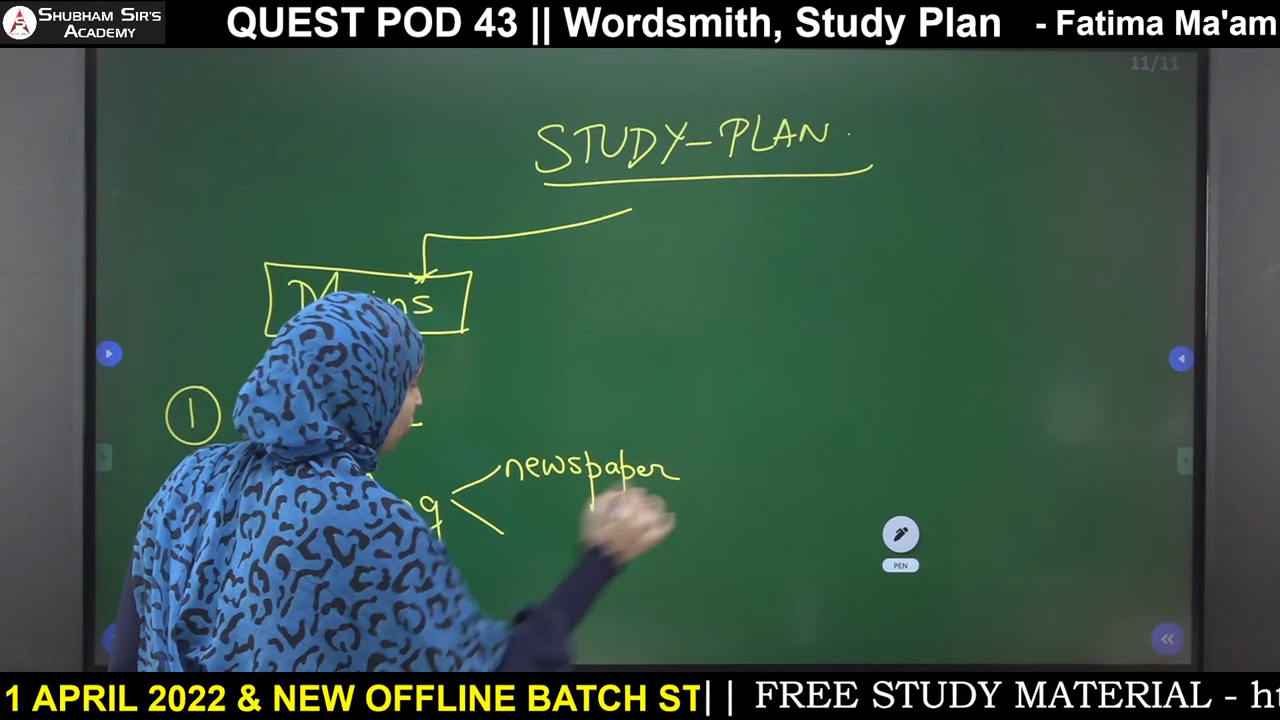 SHUBHAM SIR'S
ACADEMY
QUEST POD 43 || Wordsmith, Study Plan - Fatima Ma'am
11/11
STUDY-PLAN.
1
newspaper
PEN
1 APRIL 2022 & NEW OFFLINE BATCH ST|| FREE STUDY MATERIAL - ht